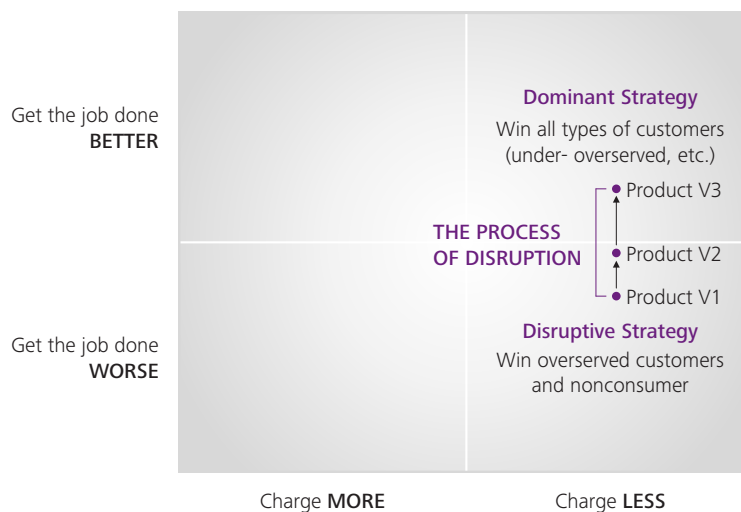 Get the job done
BETTER
Dominant Strategy
Win all types of customers
(under- overserved, etc.)
Product V3
THE PROCESS
OF DISRUPTION
Product V2
Product V1
Get the job done
WORSE
Disruptive Strategy
Win overserved customers
and nonconsumer
Charge MORE
Charge LESS